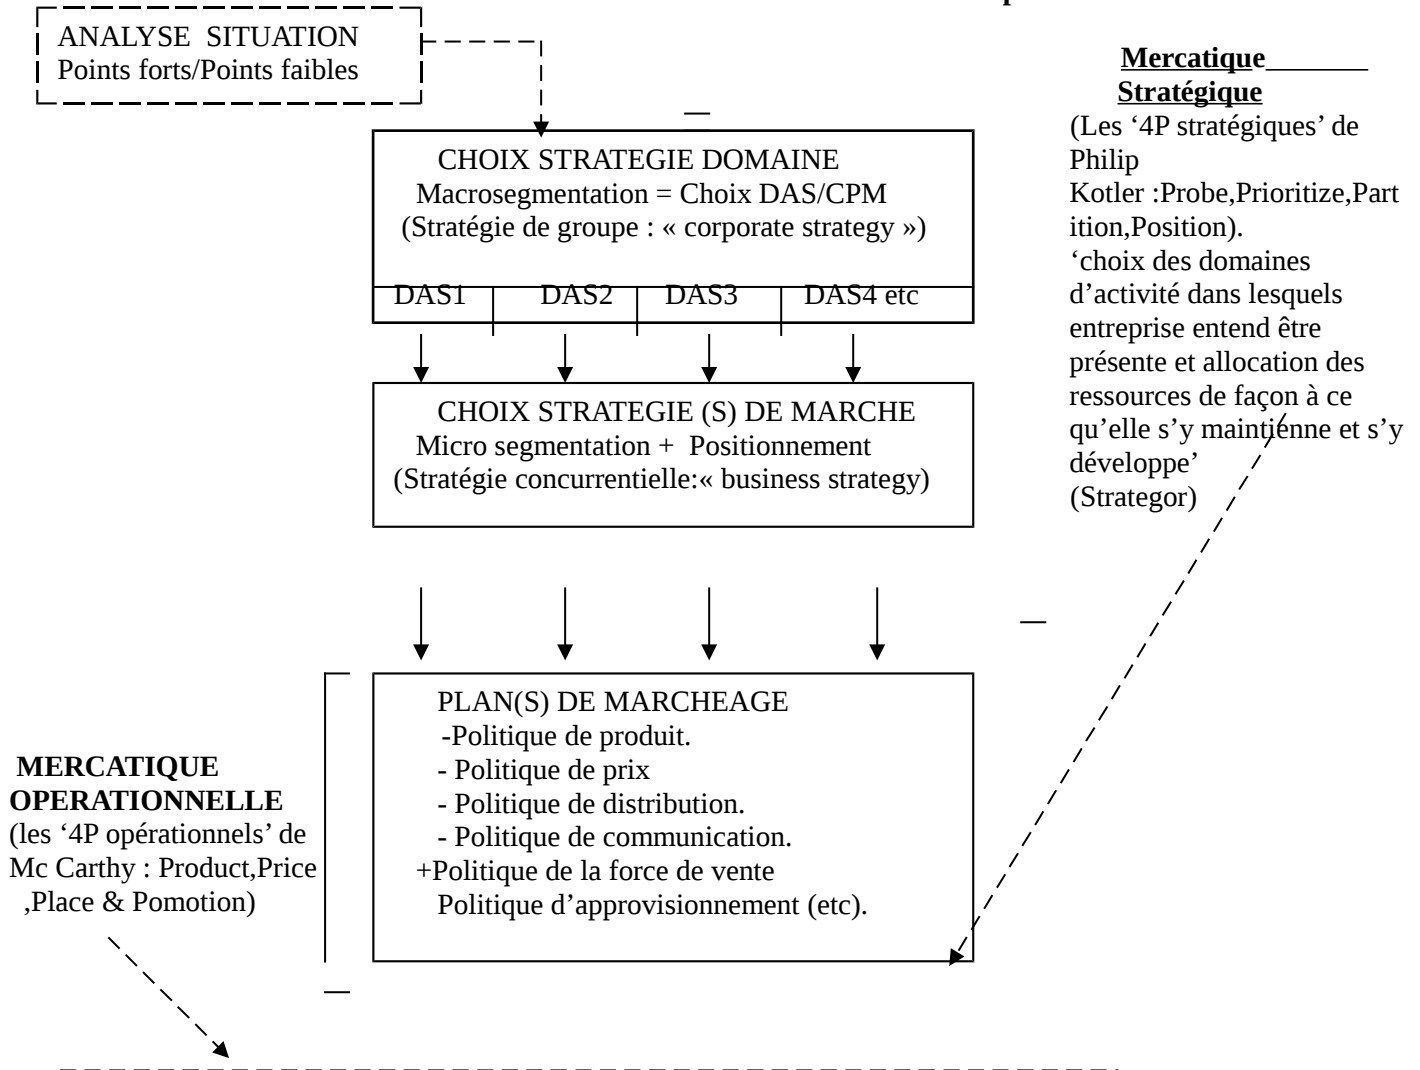 ANALYSE SITUATION
Points forts/Points faibles
Mercatique
Stratégique
(Les ‘4P stratégiques’ de
Philip
Kotler :Probe,Prioritize,Part
ition,Position).
‘choix des domaines
d’activité dans lesquels
entreprise entend être
présente et allocation des
ressources de façon à ce
qu’elle s’y maintienne et s’y
développe’
(Strategor)
CHOIX STRATEGIE DOMAINE
Macrosegmentation = Choix DAS/CPM
(Stratégie de groupe : « corporate strategy »)
DAS1 DAS2 DAS3 DAS4 etc
CHOIX STRATEGIE (S) DE MARCHE
Micro segmentation + Positionnement
(Stratégie concurrentielle:« business strategy)
PLAN(S) DE MARCHEAGE
-Politique de produit.
- Politique de prix
- Politique de distribution.
- Politique de communication.
+Politique de la force de vente
Politique d’approvisionnement (etc).
MERCATIQUE
OPERATIONNELLE
(les ‘4P opérationnels’ de
Mc Carthy : Product,Price
,Place & Pomotion)